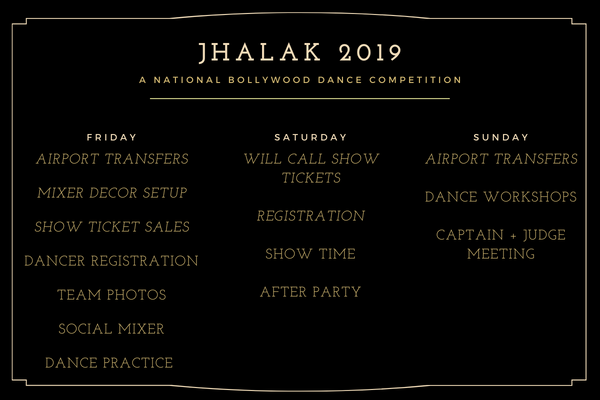 JHALAK 2019
A NATIONAL BOLLYWOOD DANCE COMPETITION
FRIDAY
AIRPORT TRANSFERS
MIXER DECOR SETUP
SHOW TICKET SALES
DANCER REGISTRATION
TEAM PHOTOS
SOCIAL MIXER
DANCE PRACTICE
SATURDAY
WILL CALL SHOW
TICKETS
REGISTRATION
SHOW TIME
AFTER PARTY
SUNDAY
AIRPORT TRANSFERS
DANCE WORKSHOPS
CAPTAIN + JUDGE
MEETING